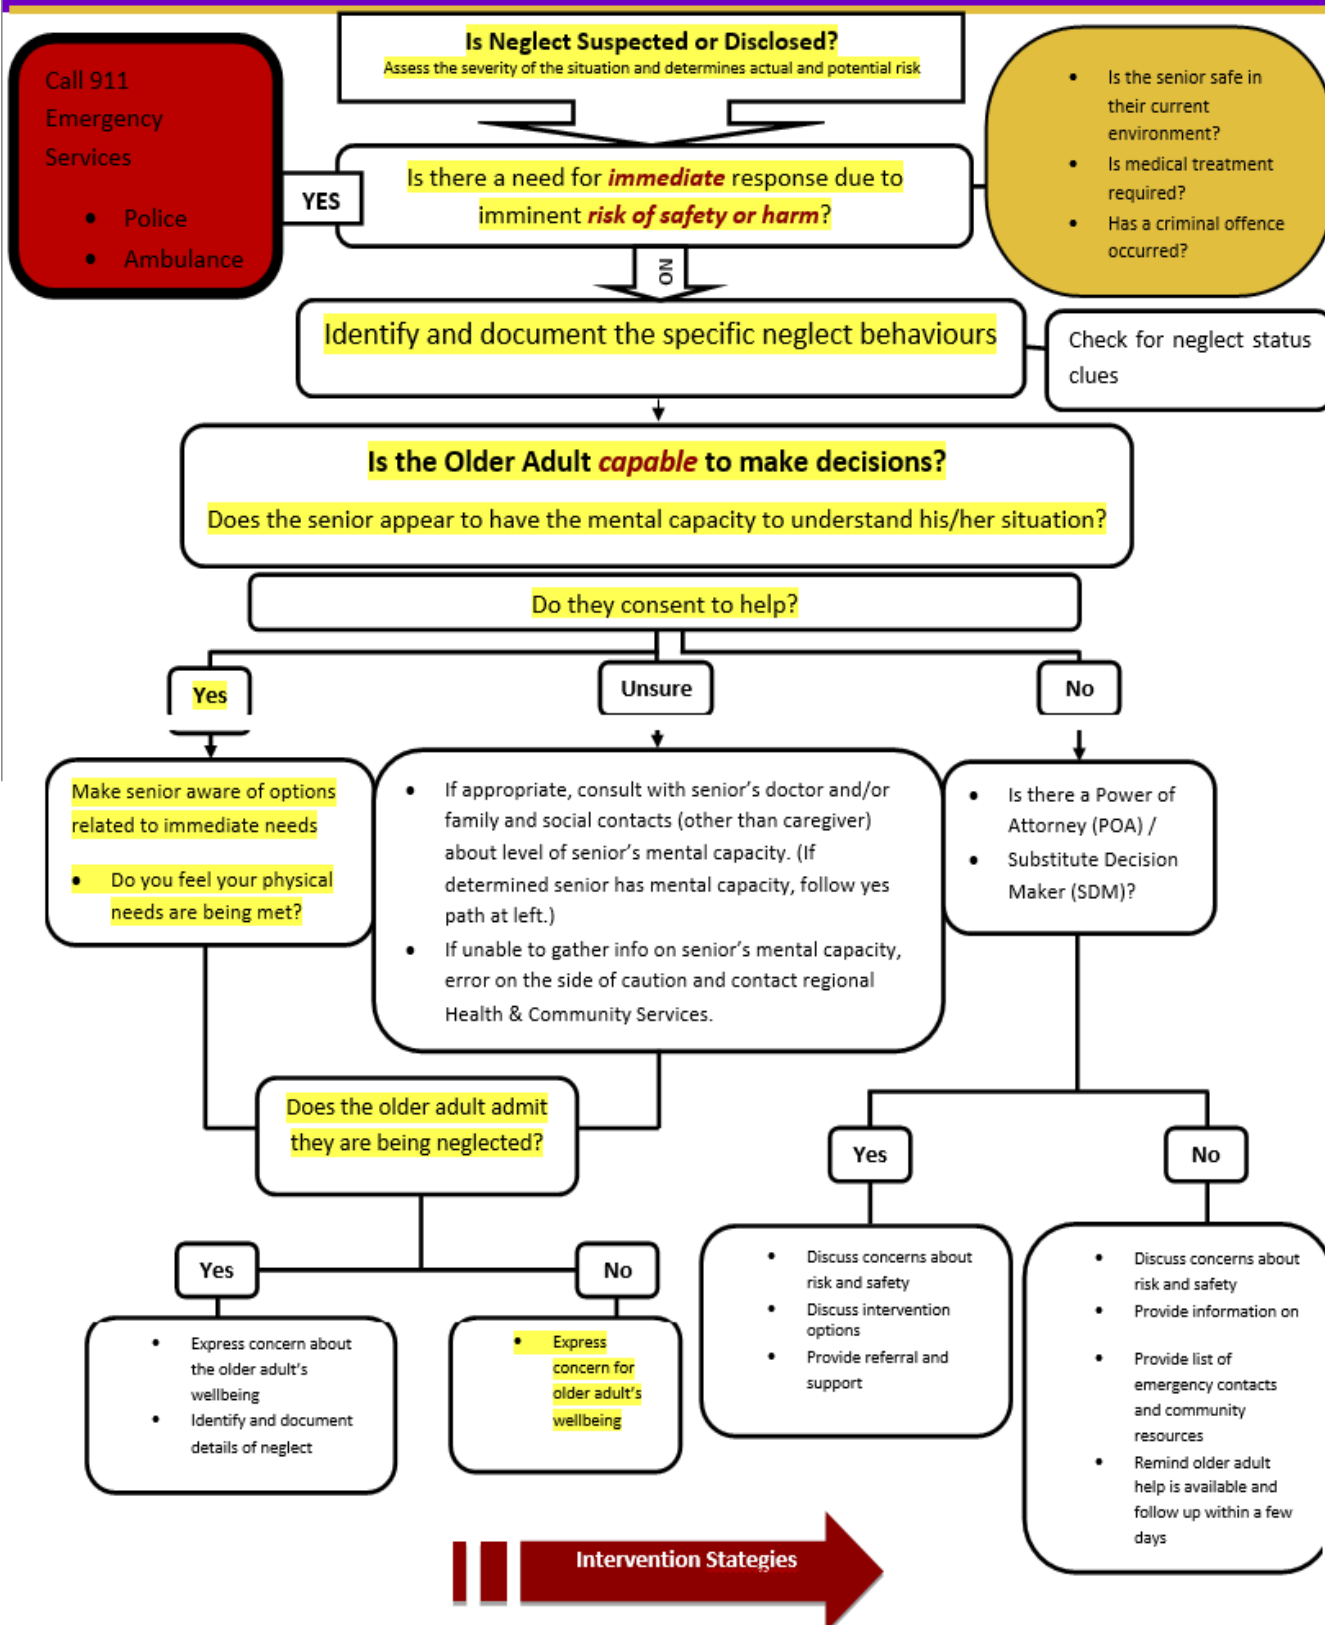 Is Neglect Suspected or Disclosed?
Assess the severity of the situation and determines actual and potential risk
Call 911
Emergency
Services
• Police
• Ambulance
YES
Is there a need for immediate response due to
imminent risk of safety or harm?
• Is the senior safe in
their current
environment?
• Is medical treatment
required?
• Has a criminal offence
occurred?
NO
Identify and document the specific neglect behaviours
Check for neglect status
clues
Is the Older Adult capable to make decisions?
Does the senior appear to have the mental capacity to understand his/her situation?
Do they consent to help?
Yes
Unsure
No
Make senior aware of options
related to immediate needs
• Do you feel your physical
needs are being met?
• If appropriate, consult with senior's doctor and/or
family and social contacts (other than caregiver)
about level of senior's mental capacity. (If
determined senior has mental capacity, follow yes
path at left.)
• If unable to gather info on senior's mental capacity,
error on the side of caution and contact regional
Health & Community Services.
• Is there a Power of
Attorney (POA) /
• Substitute Decision
Maker (SDM)?
Does the older adult admit
they are being neglected?
Yes
No
• Express concern about
the older adult's
wellbeing
• Identify and document
details of neglect
• Express
concern for
older adult's
wellbeing
Yes
No
• Discuss concerns about
risk and safety
• Discuss intervention
options
• Provide referral and
support
• Discuss concerns about
risk and safety
• Provide information on
• Provide list of
emergency contacts
and community
resources
• Remind older adult
help is available and
follow up within a few
days
Intervention Stategies